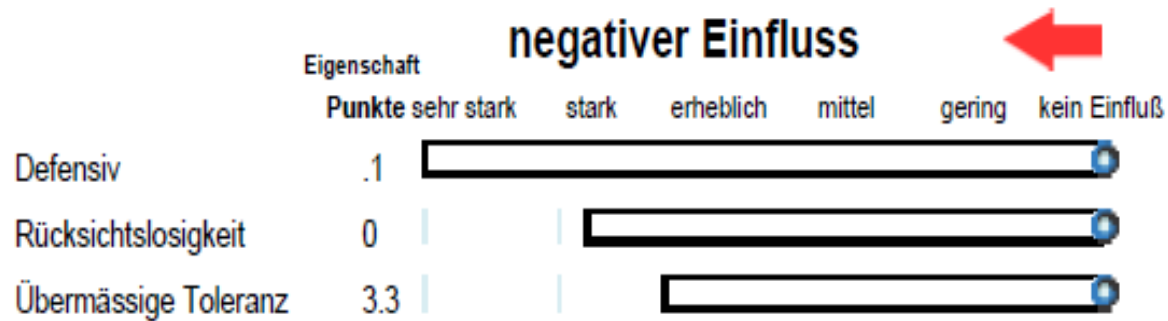 negativer Einfluss
Eigenschaft
Punkte sehr stark stark erheblich mittel gering kein Einfluß
Defensiv .1
Rücksichtslosigkeit 0
Übermässige Toleranz 3.3